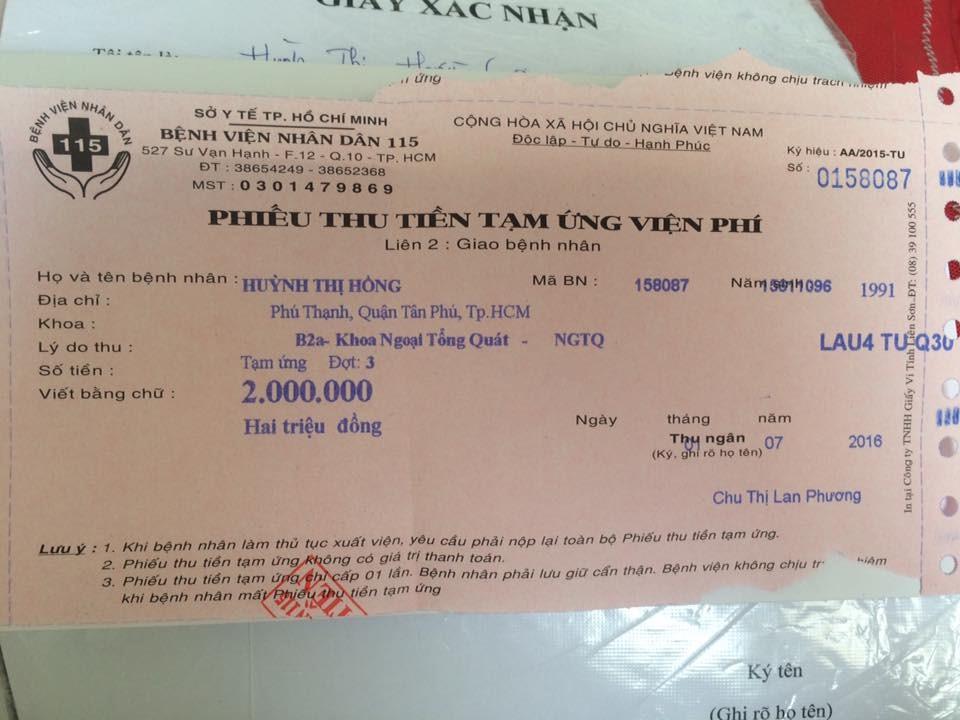 GIẤY XÁC NHẬN
Tôi tên là: Huỳnh Thị
ứng
Bệnh viện không chịu trách nhiệm
BỆNH VIỆN NHÂN DÂN
115
SỞ Y TẾ TP. HỒ CHÍ MINH
BỆNH VIỆN NHÂN DÂN 115
527 Sư Vạn Hạnh - F.12 - Q.10 - TP. HCM
ĐT : 38654249 - 38652368
MST : 0301479869
CỘNG HÒA XÃ HỘI CHỦ NGHĨA VIỆT NAM
Độc lập - Tự do - Hạnh Phúc
Ký hiệu : AA/2015-TU
Số : 0158087
PHIẾU THU TIỀN TẠM ỨNG VIỆN PHÍ
Liên 2 : Giao bệnh nhân
Họ và tên bệnh nhân : HUỲNH THỊ HỒNG Mã BN : 158087 Năm sinh 1991
Địa chỉ : Phú Thạnh, Quận Tân Phú, Tp.HCM
Khoa : B2a- Khoa Ngoại Tổng Quát - NGTQ LAU4 TU-Q30
Lý do thu : Tạm ứng Đợt: 3
Số tiền : 2.000.000
Viết bằng chữ : Hai triệu đồng
Ngày tháng năm
01 07 2016
Thu ngân
(Ký, ghi rõ họ tên)
Chu Thị Lan Phương
In tại Công ty TNHH Giấy Vi Tính Liên Sơn-ĐT: (08) 39 100 555
Lưu ý : 1. Khi bệnh nhân làm thủ tục xuất viện, yêu cầu phải nộp lại toàn bộ Phiếu thu tiền tạm ứng.
2. Phiếu thu tiền tạm ứng không có giá trị thanh toán.
3. Phiếu thu tiền tạm ứng chỉ cấp 01 lần. Bệnh nhân phải lưu giữ cẩn thận. Bệnh viện không chịu
khi bệnh nhân mất Phiếu thu tiền tạm ứng
Ký tên
(Ghi rõ họ tên)